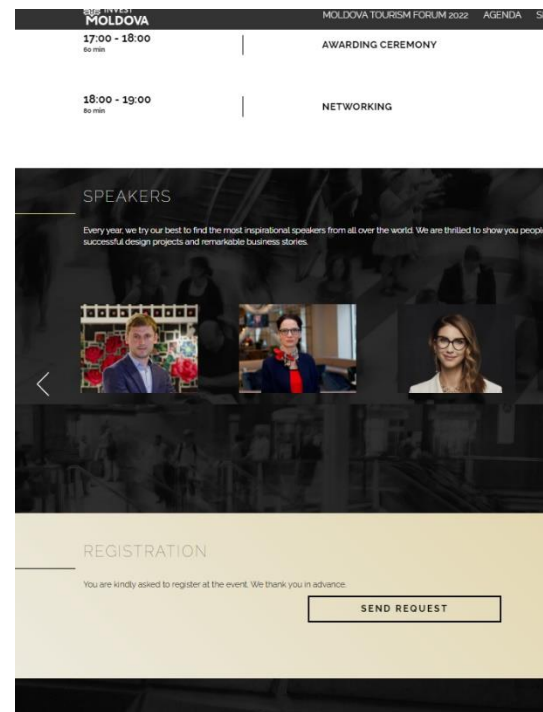 INVEST
MOLDOVA
MOLDOVA TOURISM FORUM 2022 AGENDA
17:00 - 18:00
60 min
AWARDING CEREMONY
18:00 - 19:00
60 min
NETWORKING
SPEAKERS
Every year, we try our best to find the most inspirational speakers from all over the world. We are thrilled to show you
successful design projects and remarkable business stories.
REGISTRATION
You are kindly asked to register at the event. We thank you in advance.
SEND REQUEST